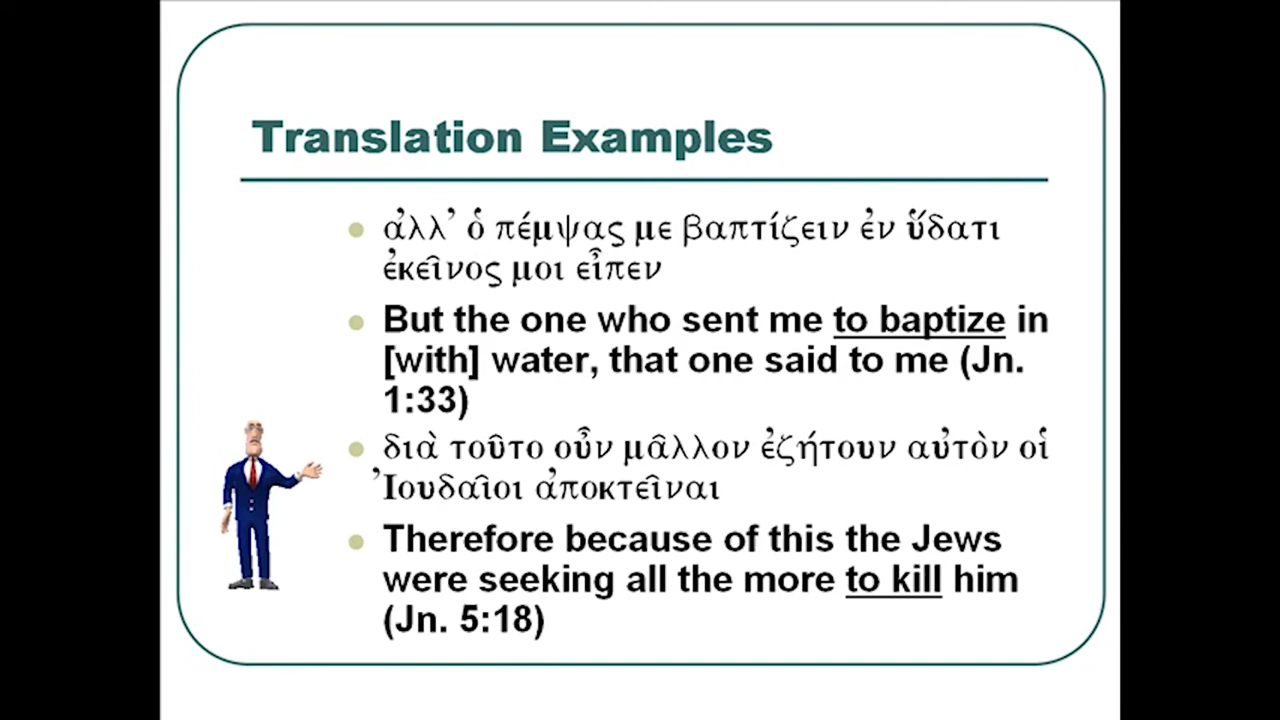 Translation Examples
ἀλλ’ ὁ πέμψας με βαπτίζειν ἐν ὕδατι
ἐκεῖνός μοι εἶπεν
But the one who sent me to baptize in
[with] water, that one said to me (Jn.
1:33)
διὰ τοῦτο οὖν μᾶλλον ἐζήτουν αὐτὸν οἱ
Ἰουδαῖοι ἀποκτεῖναι
Therefore because of this the Jews
were seeking all the more to kill him
(Jn. 5:18)